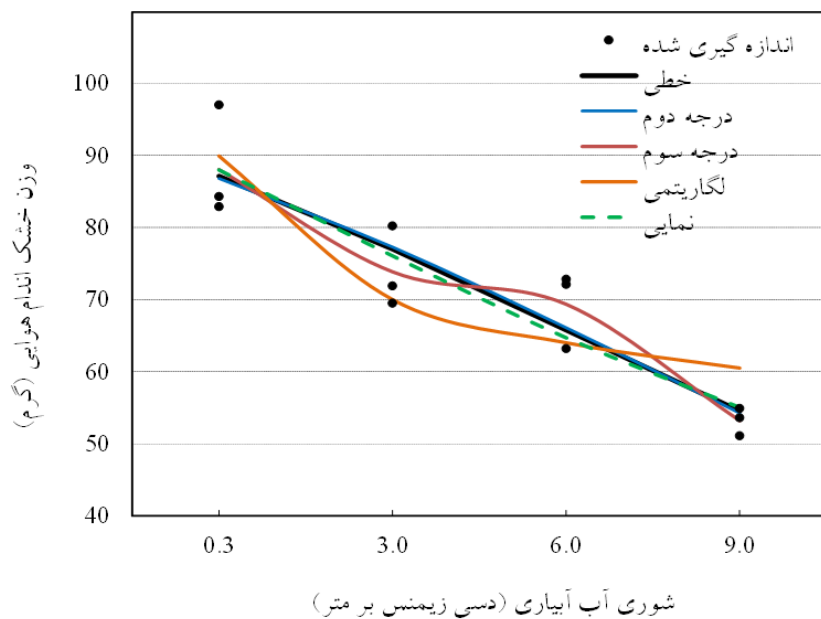 اندازه گیری شده
خطی
درجه دوم
درجه سوم
لگاریتمی
نمایی
100
90
80
70
60
50
40
وزن خشک اندام هوایی (گرم)
0.3 3.0 6.0 9.0
شوری آب آبیاری (دسی زیمنس بر متر)